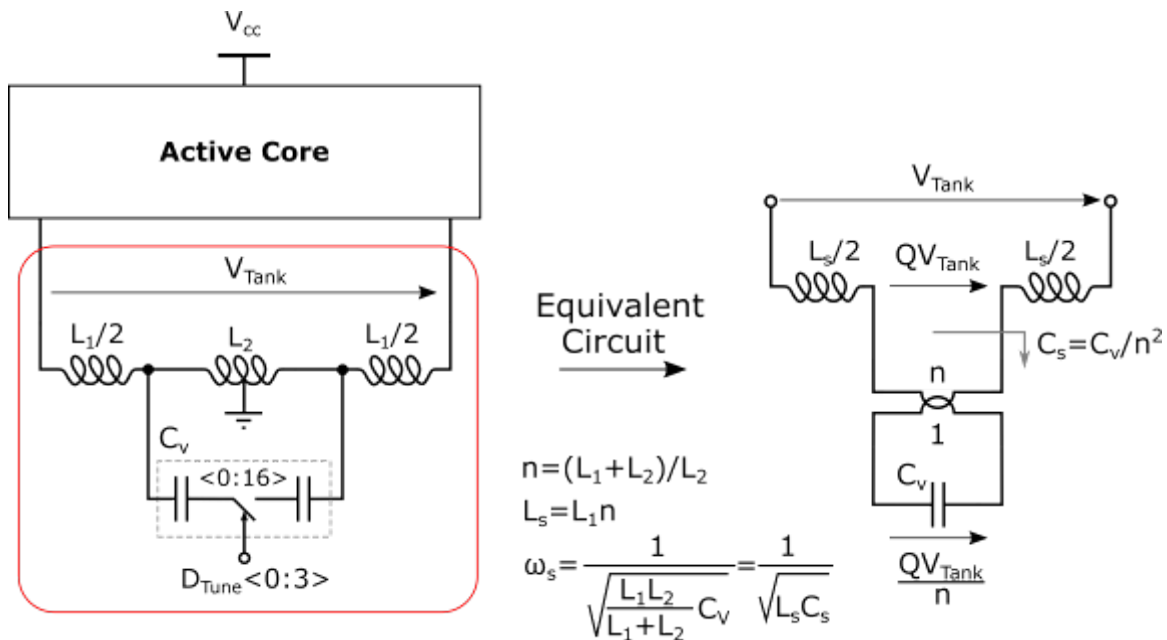 Vcc
Active Core
VTank
L1/2
L2
L1/2
Cv
<0:16>
DTune<0:3>
Equivalent
Circuit
n=(L1+L2)/L2
Ls=L1n
ωs=1/√(L1L2/(L1+L2) CV)=1/√(LsCs)
VTank
Ls/2
QVTank
Ls/2
Cs=Cv/n²
n
1
Cv
QVTank
n